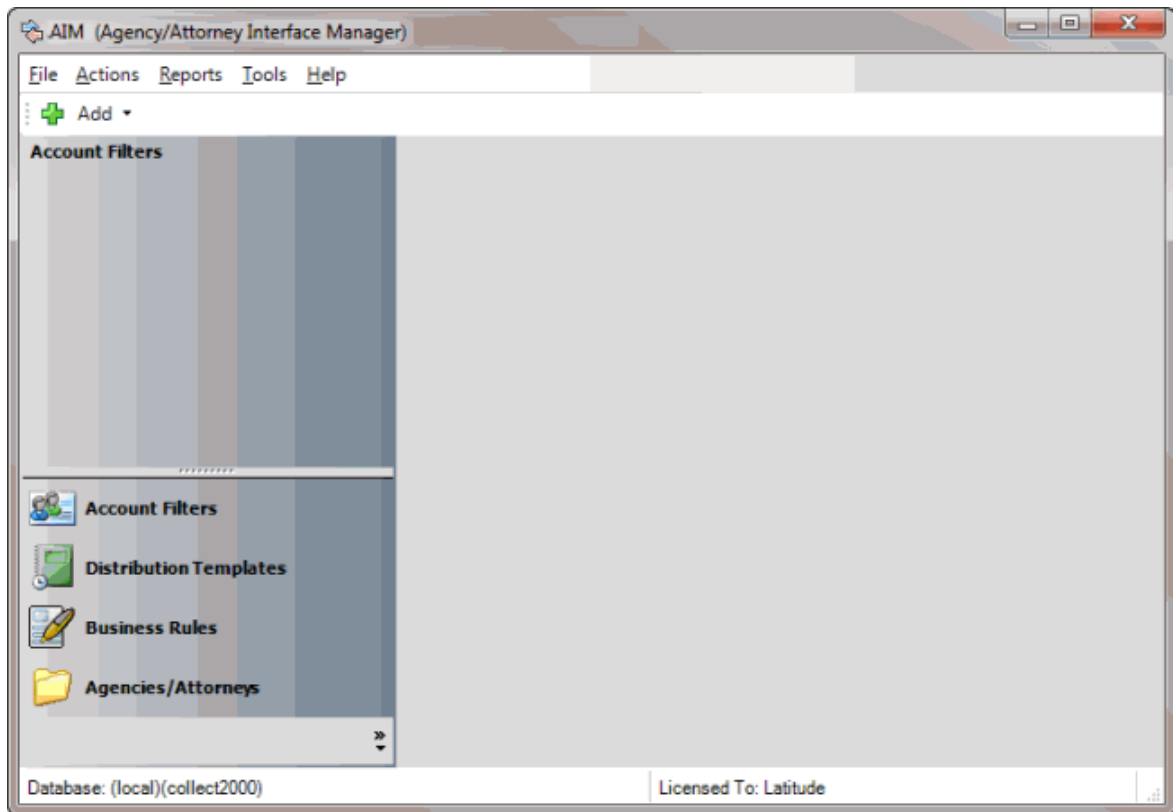 AIM (Agency/Attorney Interface Manager)
File Actions Reports Tools Help
Add
Account Filters
Account Filters
Distribution Templates
Business Rules
Agencies/Attorneys
Database: (local)(collect2000) Licensed To: Latitude